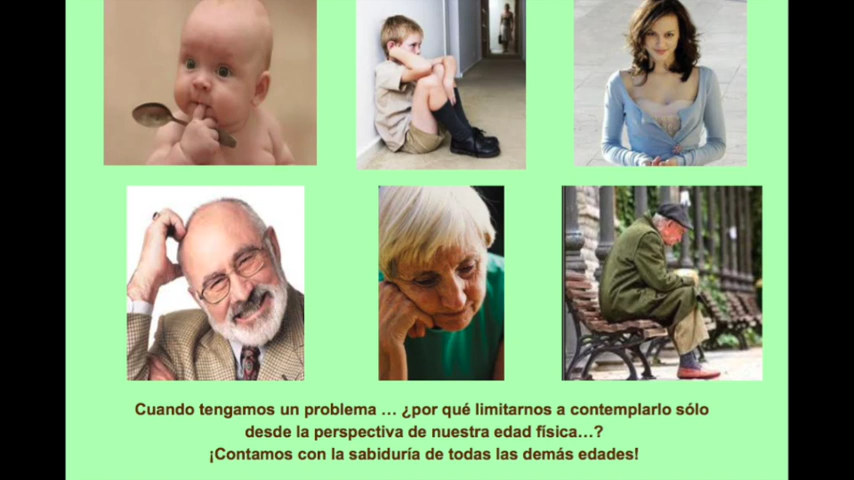 Cuando tengamos un problema … ¿por qué limitarnos a contemplarlo sólo
desde la perspectiva de nuestra edad física…?
¡Contamos con la sabiduría de todas las demás edades!